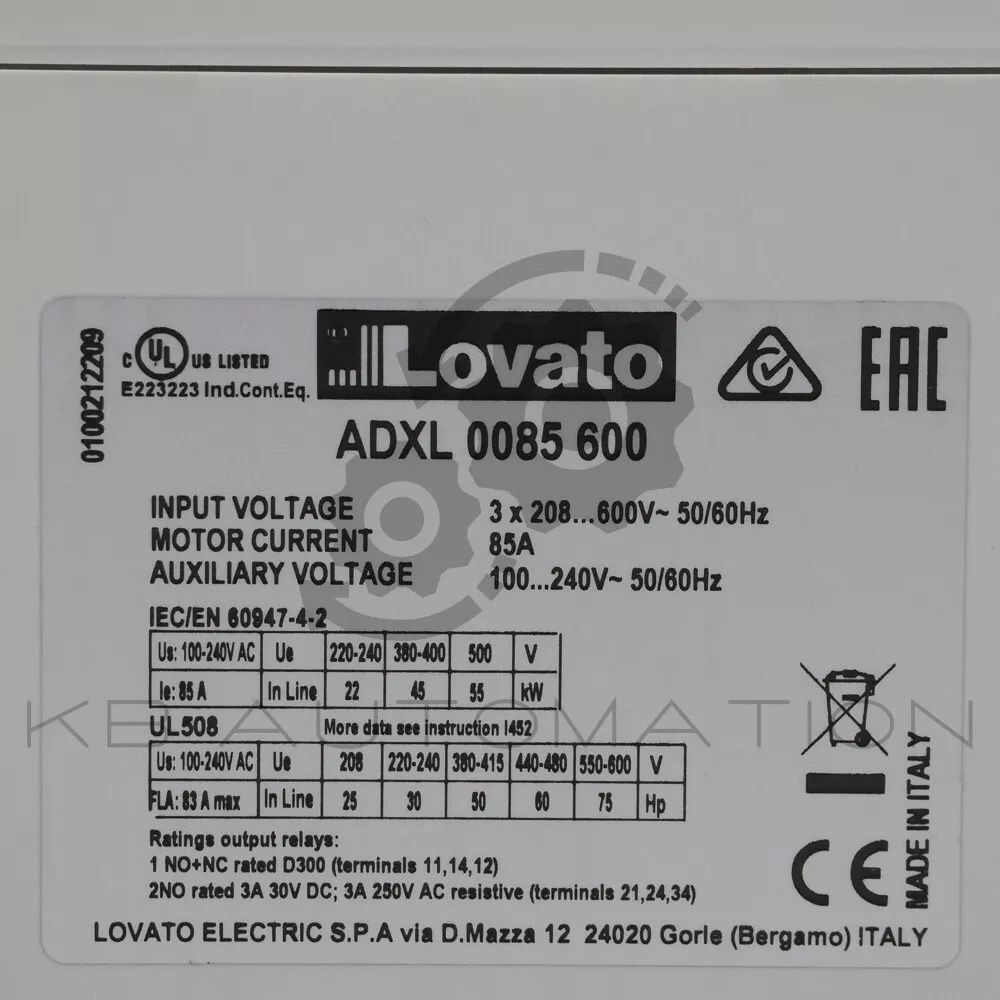 01002212209
C UL US LISTED
E223223 Ind.Cont.Eq.
Lovato
EAC
ADXL 0085 600
INPUT VOLTAGE 3 x 208...600V~ 50/60Hz
MOTOR CURRENT 85A
AUXILIARY VOLTAGE 100...240V~ 50/60Hz
IEC/EN 60947-4-2
Us: 100-240V AC Ue 220-240 380-400 500 V
Ie: 85 A In Line 22 45 55 kW
UL508 More data see instruction I452
Us: 100-240V AC Ue 208 220-240 380-415 440-480 550-600 V
FLA: 83 A max In Line 25 30 50 60 75 Hp
Ratings output relays:
1 NO+NC rated D300 (terminals 11,14,12)
2NO rated 3A 30V DC; 3A 250V AC resistive (terminals 21,24,34)
CE
MADE IN ITALY
LOVATO ELECTRIC S.P.A via D.Mazza 12 24020 Gorle (Bergamo) ITALY
KB AUTOMATION